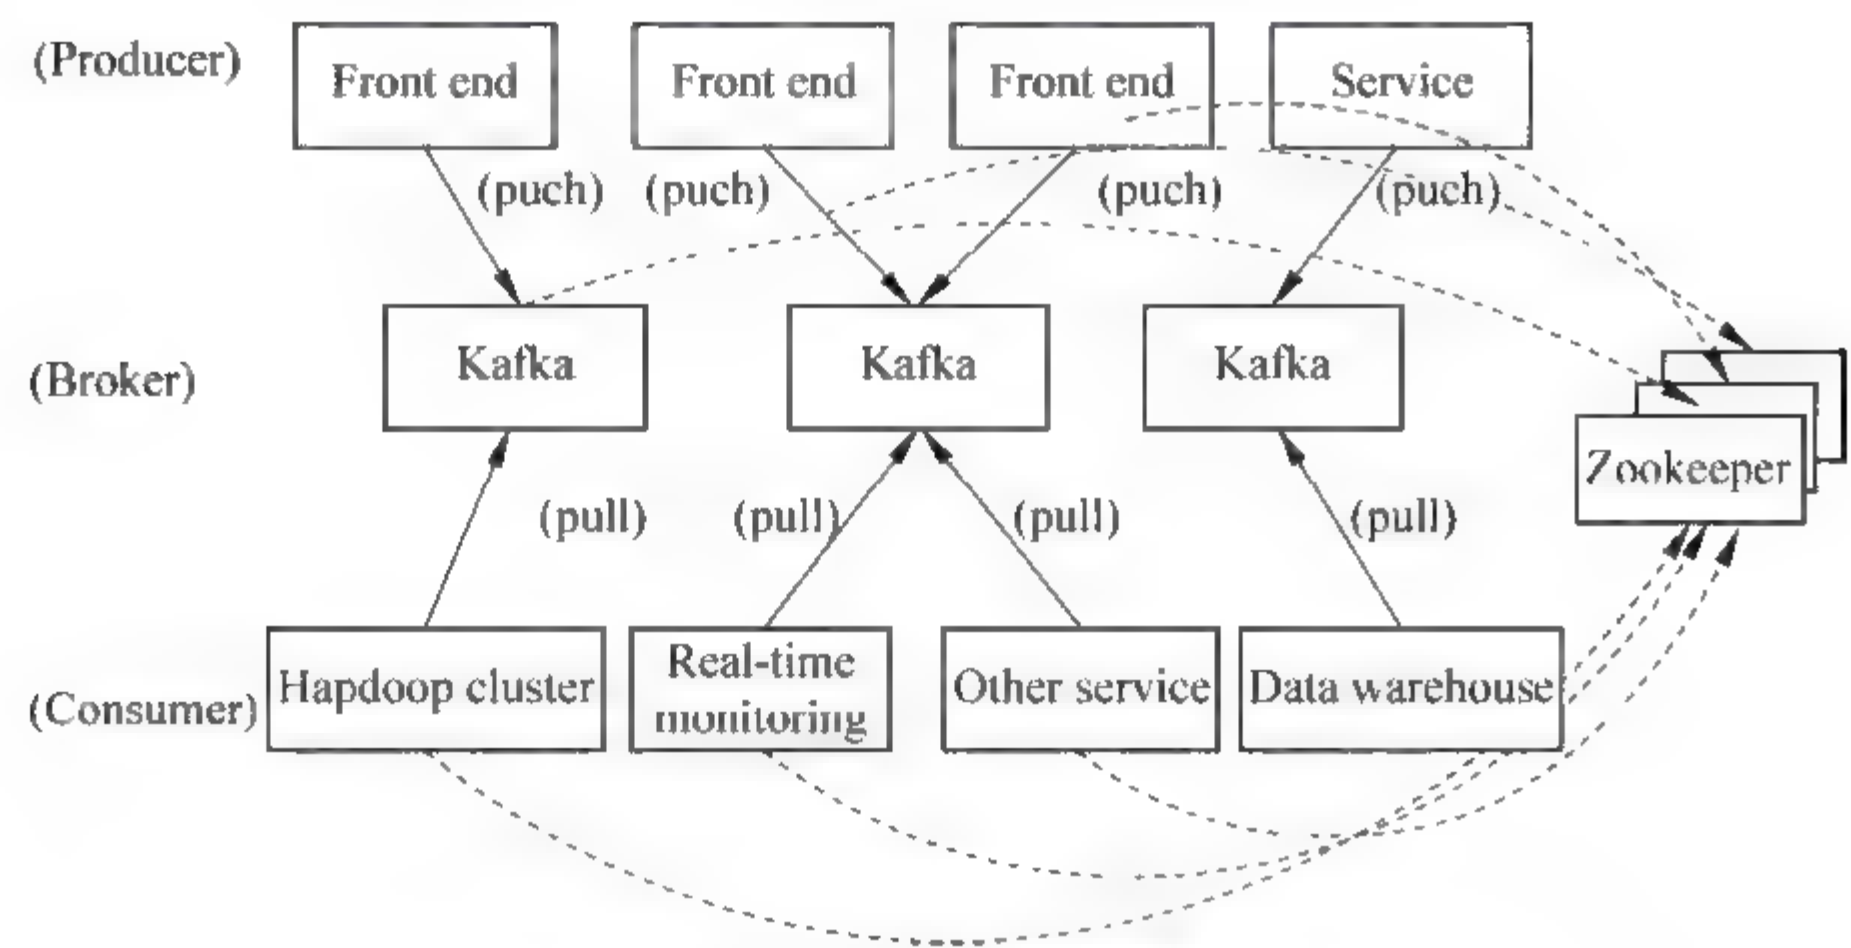 (Producer)
Front end
Front end
Front end
Service
(puch)
(puch)
(puch)
(puch)
(Broker)
Kafka
Kafka
Kafka
Zookeeper
(pull)
(pull)
(pull)
(pull)
(Consumer)
Hapdoop cluster
Real-time
monitoring
Other service
Data warehouse